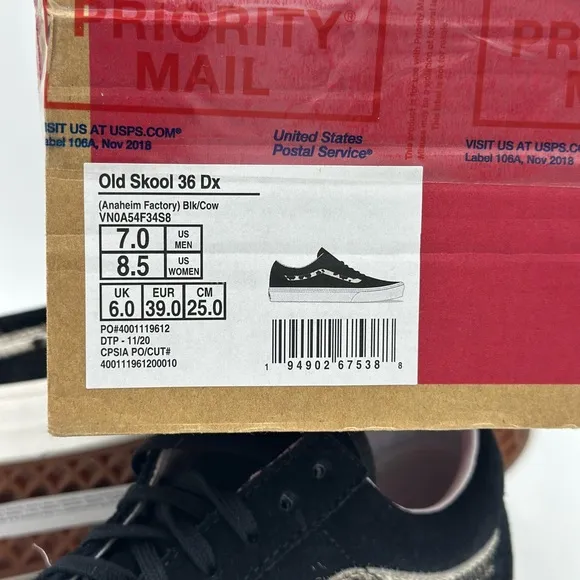 PRIORITY® PR
MAIL M
VISIT US AT USPS.COM®
Label 106A, Nov 2018
United States
Postal Service®
VISIT US AT USPS.COM
Label 106A, Nov 2018
Old Skool 36 Dx
(Anaheim Factory) Blk/Cow
VN0A54F34S8
7.0 US MEN
8.5 US WOMEN
UK 6.0 EUR 39.0 CM 25.0
PO#4001119612
DTP - 11/20
CPSIA PO/CUT#
400111961200010
1 94902 67538 8